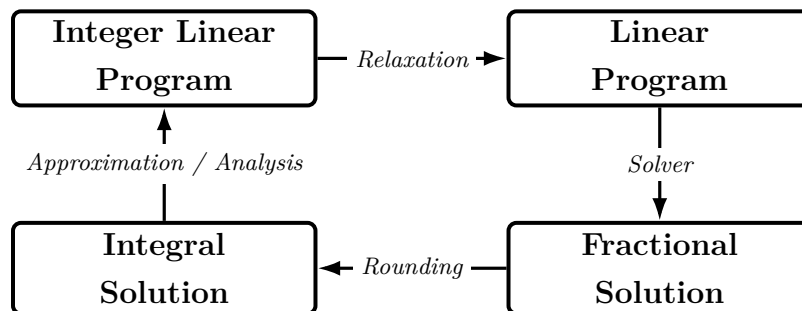 Integer Linear
Program
Relaxation
Linear
Program
Approximation / Analysis
Solver
Integral
Solution
Rounding
Fractional
Solution